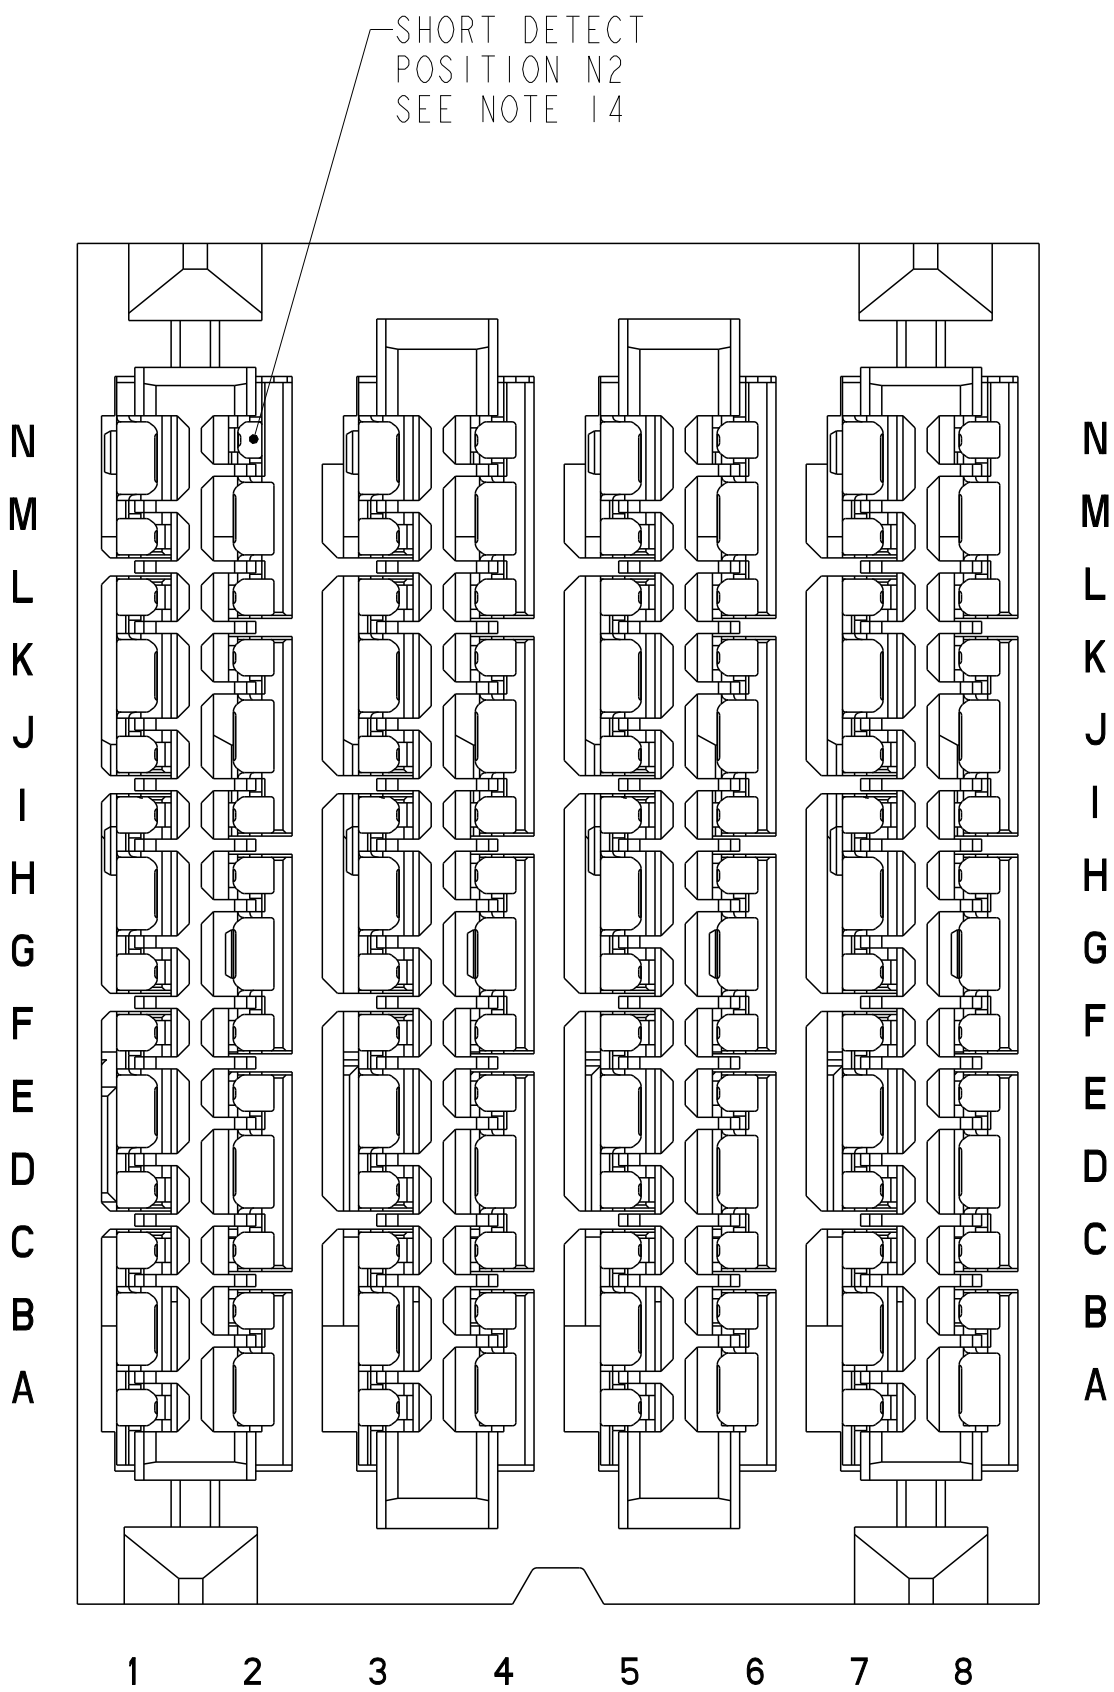 SHORT DETECT
POSITION N2
SEE NOTE 14
N N
M M
L L
K K
J J
I I
H H
G G
F F
E E
D D
C C
B B
A A
1 2 3 4 5 6 7 8